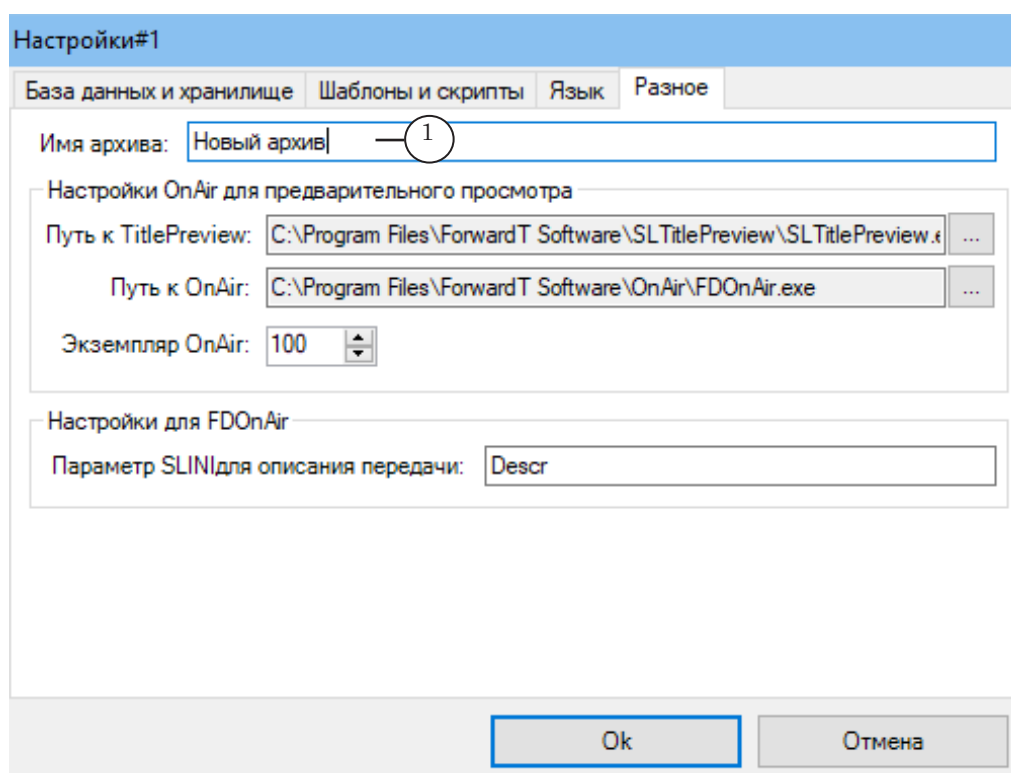 Настройки#1
База данных и хранилище Шаблоны и скрипты Язык Разное
Имя архива: Новый архив 1
Настройки OnAir для предварительного просмотра
Путь к TitlePreview: C:\Program Files\ForwardT Software\SLTitlePreview\SLTitlePreview.e ...
Путь к OnAir: C:\Program Files\ForwardT Software\OnAir\FDOnAir.exe ...
Экземпляр OnAir: 100
Настройки для FDOnAir
Параметр SLINIдля описания передачи: Descr
Ok Отмена